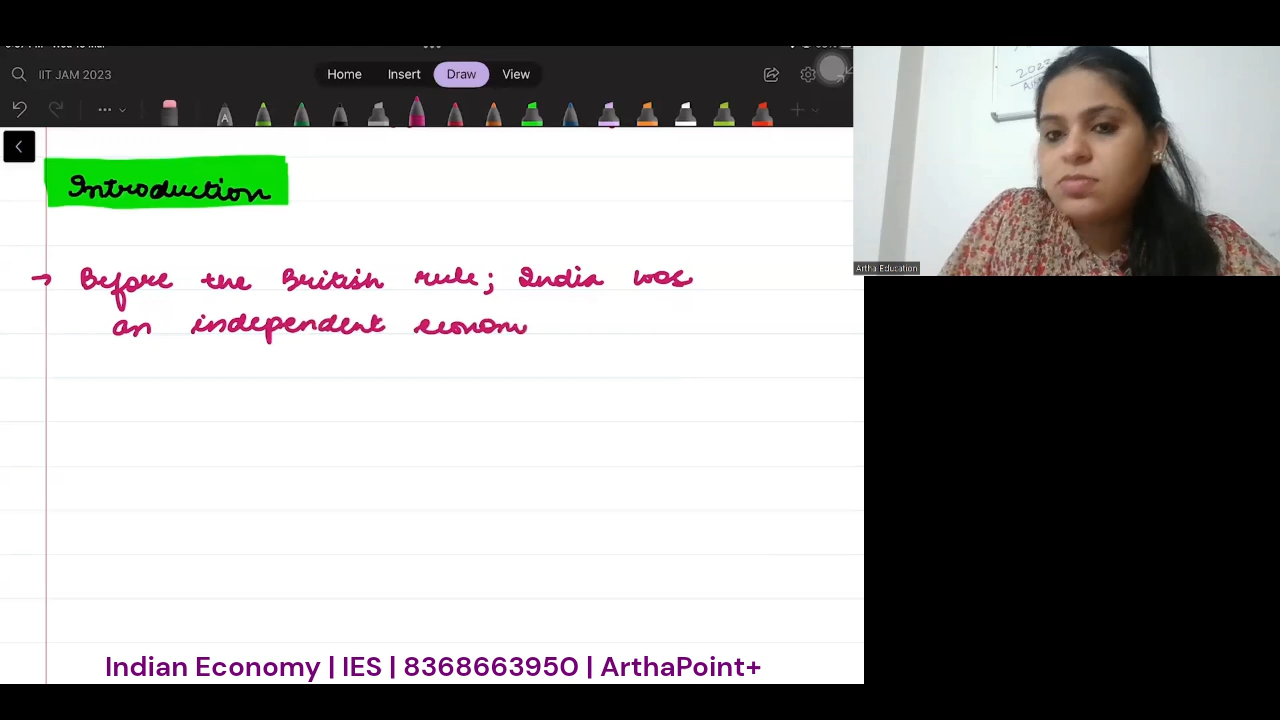 IIT JAM 2023
Home Insert Draw View
A
Introduction
→ Before the British rule; India was
an independent econom
Artha Education
2023
Indian Economy | IES | 8368663950 | ArthaPoint+